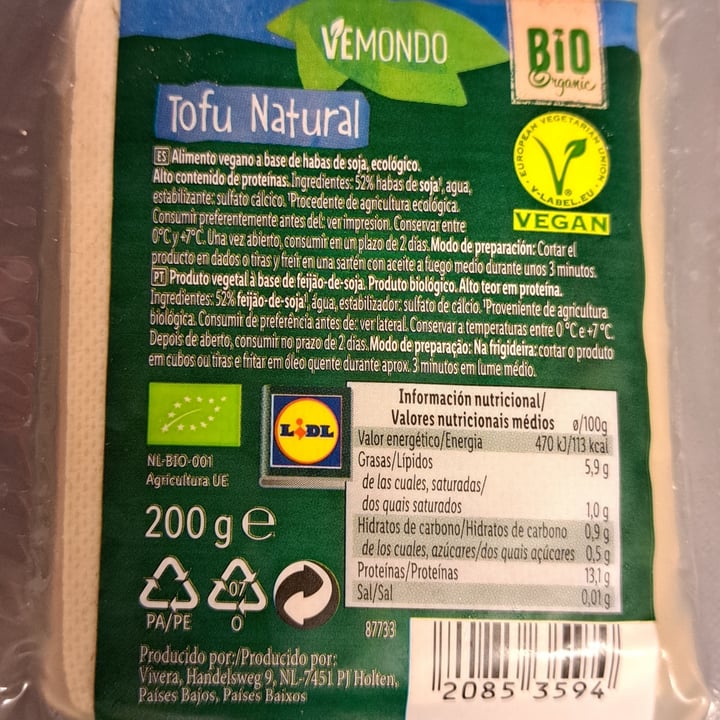 VEMONDO
BIO
Organic
Tofu Natural
EUROPEAN VEGETARIAN UNION
V-LABEL.EU
VEGAN
ES Alimento vegano a base de habas de soja, ecológico.
Alto contenido de proteínas. Ingredientes: 52% habas de soja¹, agua,
estabilizante: sulfato cálcico. ¹Procedente de agricultura ecológica.
Consumir preferentemente antes del: ver impresión. Conservar entre
0°C y +7°C. Una vez abierto, consumir en un plazo de 2 días. Modo de preparación: Cortar el
producto en dados o tiras y freír en una sartén con aceite a fuego medio durante unos 3 minutos.
PT Produto vegetal à base de feijão-de-soja. Produto biológico. Alto teor em proteína.
Ingredientes: 52% feijão-de-soja¹, água, estabilizador: sulfato de cálcio. ¹Proveniente de agricultura
biológica. Consumir de preferência antes de: ver lateral. Conservar a temperaturas entre 0 °C e +7 °C.
Depois de aberto, consumir no prazo de 2 dias. Modo de preparação: Na frigideira: cortar o produto
em cubos ou tiras e fritar em óleo quente durante aprox. 3 minutos em lume médio.
NL-BIO-001
Agricultura UE
LIDL
200 g e
PA/PE
07
O
Información nutricional/
Valores nutricionais médios ø/100g
Valor energético/Energia 470 kJ/113 kcal
Grasas/Lípidos 5,9 g
de las cuales, saturadas/
dos quais saturados 1,0 g
Hidratos de carbono/Hidratos de carbono 0,9 g
de los cuales, azúcares/dos quais açúcares 0,5 g
Proteínas/Proteínas 13,1 g
Sal/Sal 0,01 g
87733
Producido por:/Produzido por:
Vivera, Handelsweg 9, NL-7451 PJ Holten,
Países Bajos, Países Baixos
2085 3594